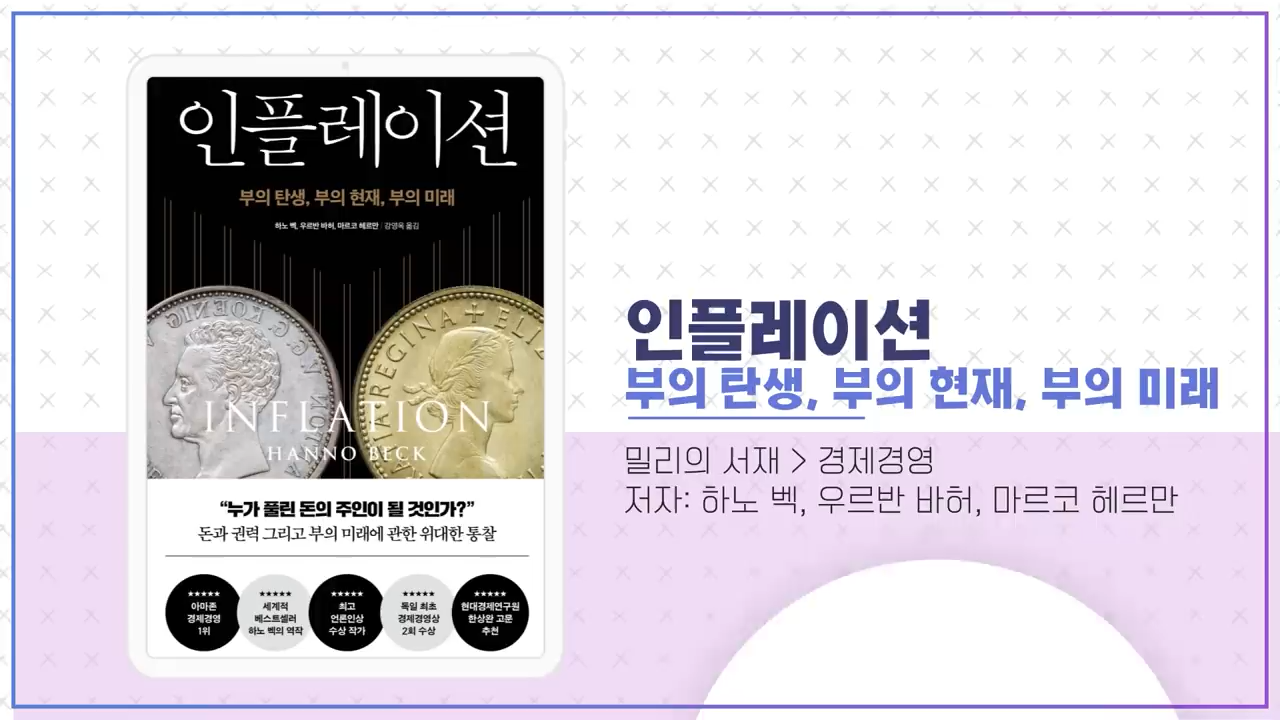 인플레이션
부의 탄생, 부의 현재, 부의 미래
하노 벡, 우르반 바허, 마르코 헤르만 | 강영옥 옮김
G. KOENIG
REGINA + ELI
INFLATION
HANNO BECK
“누가 풀린 돈의 주인이 될 것인가?”
돈과 권력 그리고 부의 미래에 관한 위대한 통찰
★★★★★
아마존
경제경영
1위
★★★★★
세계적
베스트셀러
하노 벡의 역작
★★★★★
최고
언론인상
수상 작가
★★★★★
독일 최초
경제경영상
2회 수상
★★★★★
현대경제연구원
한상완 고문
추천
인플레이션
부의 탄생, 부의 현재, 부의 미래
밀리의 서재 > 경제경영
저자: 하노 벡, 우르반 바허, 마르코 헤르만